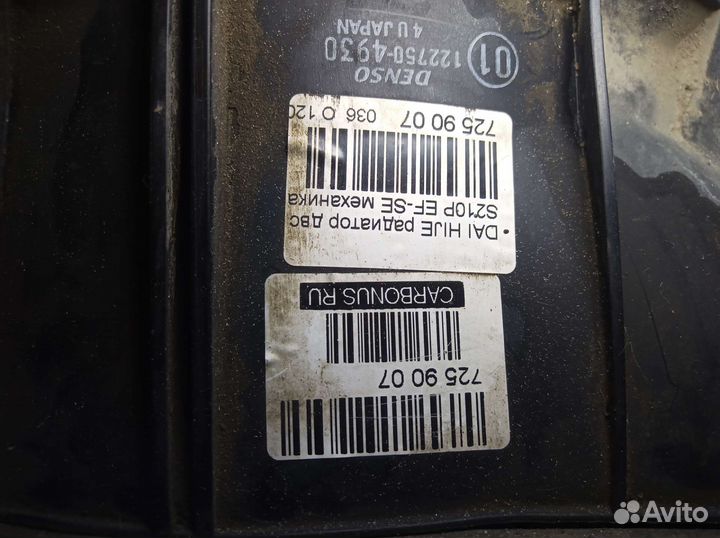 725 90 07
CARBONUS.RU
• DAI HIJE радиатор двс
S210P EF-SE механика
725 90 07 036 O 120
DENSO
01 122750-4930
4 U JAPAN
Avito